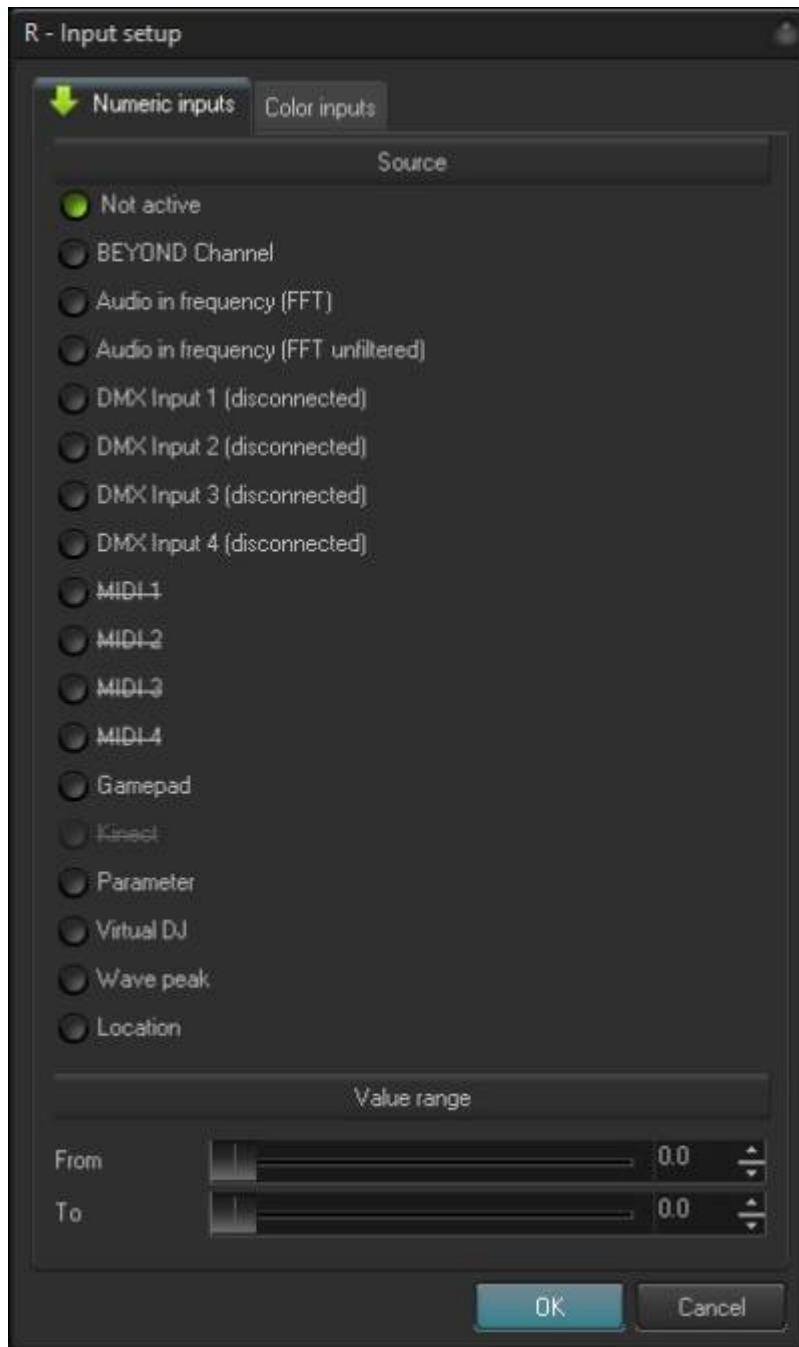 R - Input setup
Numeric inputs Color inputs
Source
Not active
BEYOND Channel
Audio in frequency (FFT)
Audio in frequency (FFT unfiltered)
DMX Input 1 (disconnected)
DMX Input 2 (disconnected)
DMX Input 3 (disconnected)
DMX Input 4 (disconnected)
MIDI 1
MIDI 2
MIDI 3
MIDI 4
Gamepad
Kinect
Parameter
Virtual DJ
Wave peak
Location
Value range
From 0.0
To 0.0
OK Cancel